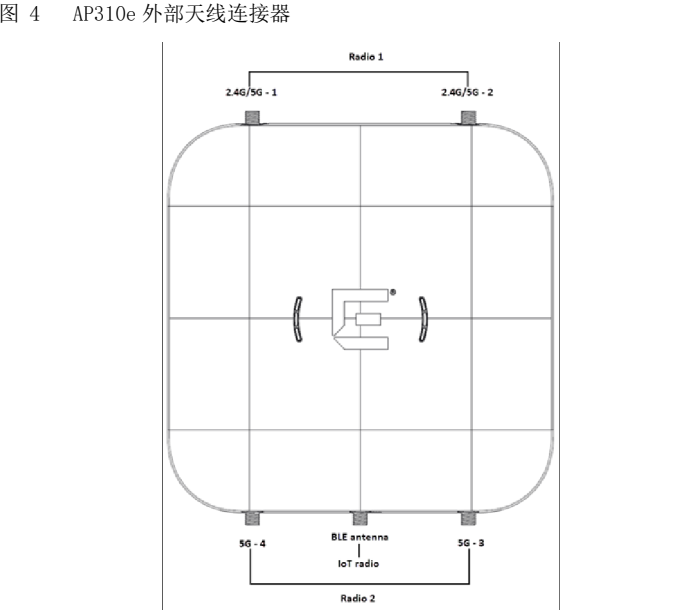 图 4 AP310e 外部天线连接器
Radio 1
2.4G/5G - 1 2.4G/5G - 2
®
5G - 4 BLE antenna 5G - 3
IoT radio
Radio 2